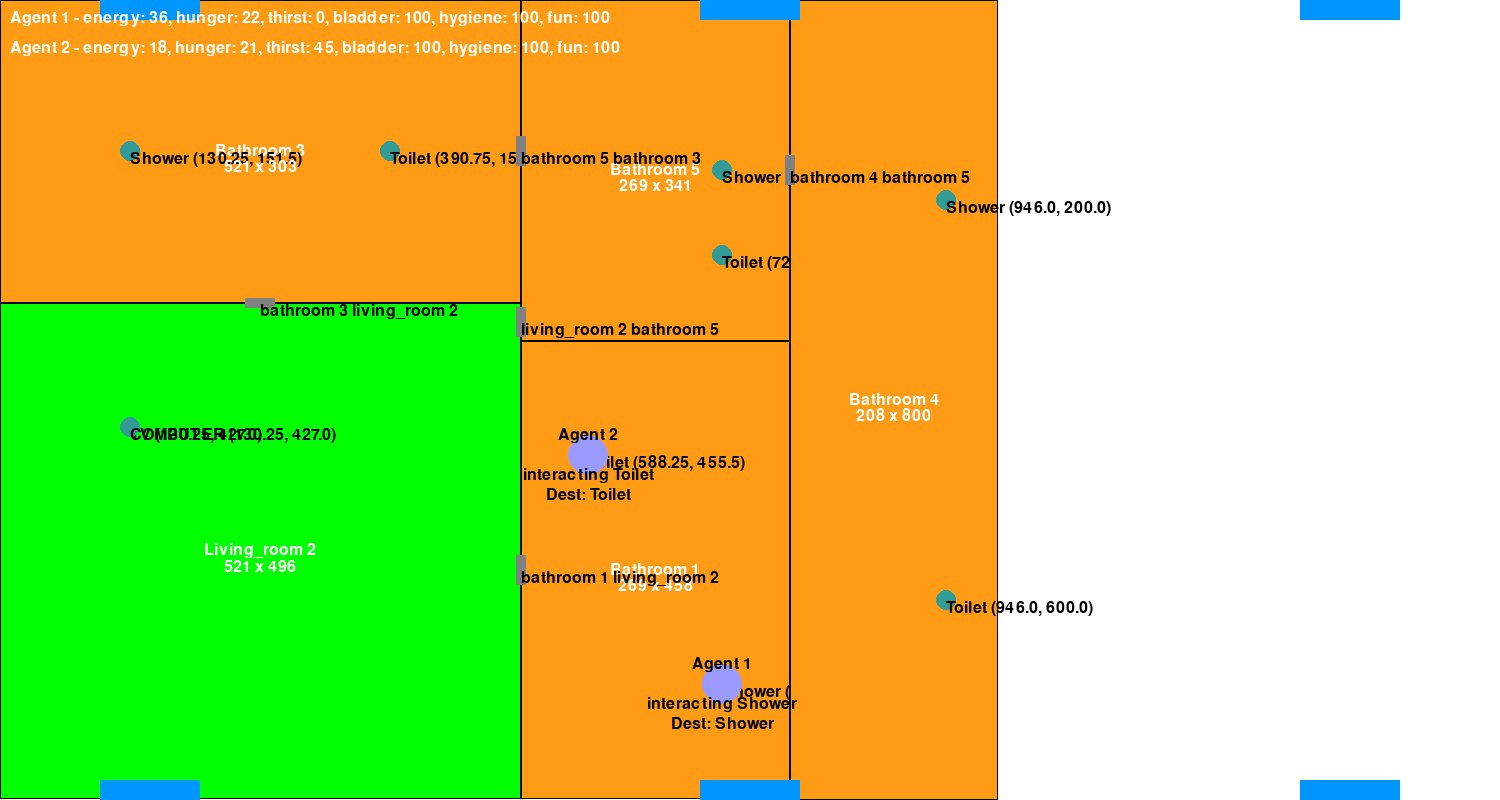 Agent 1 - energy: 36, hunger: 22, thirst: 0, bladder: 100, hygiene: 100, fun: 100
Agent 2 - energy: 18, hunger: 21, thirst: 45, bladder: 100, hygiene: 100, fun: 100
Bathroom 3
521 x 303
Shower (130.25, 151.5)
Toilet (390.75, 15
bathroom 5 bathroom 3
Bathroom 5
269 x 341
Shower
bathroom 4 bathroom 5
Shower (946.0, 200.0)
Toilet (72
bathroom 3 living_room 2
living_room 2 bathroom 5
Bathroom 4
208 x 800
COMPUTER (130.25, 427.0)
Agent 2
ilet (588.25, 455.5)
interacting Toilet
Dest: Toilet
Living_room 2
521 x 496
Bathroom 1
269 x 458
bathroom 1 living_room 2
Toilet (946.0, 600.0)
Agent 1
ower (
interacting Shower
Dest: Shower